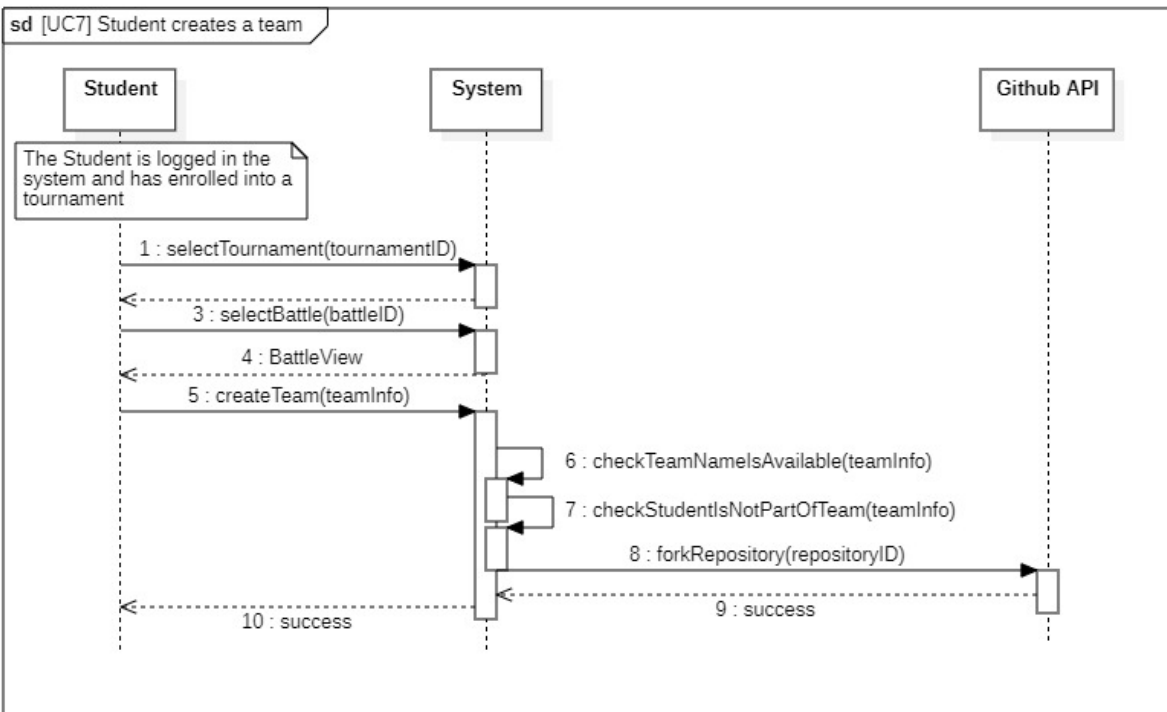 sd [UC7] Student creates a team
Student
System
Github API
The Student is logged in the
system and has enrolled into a
tournament
1 : selectTournament(tournamentID)
3 : selectBattle(battleID)
4 : BattleView
5 : createTeam(teamInfo)
6 : checkTeamNameIsAvailable(teamInfo)
7 : checkStudentIsNotPartOfTeam(teamInfo)
8 : forkRepository(repositoryID)
9 : success
10 : success